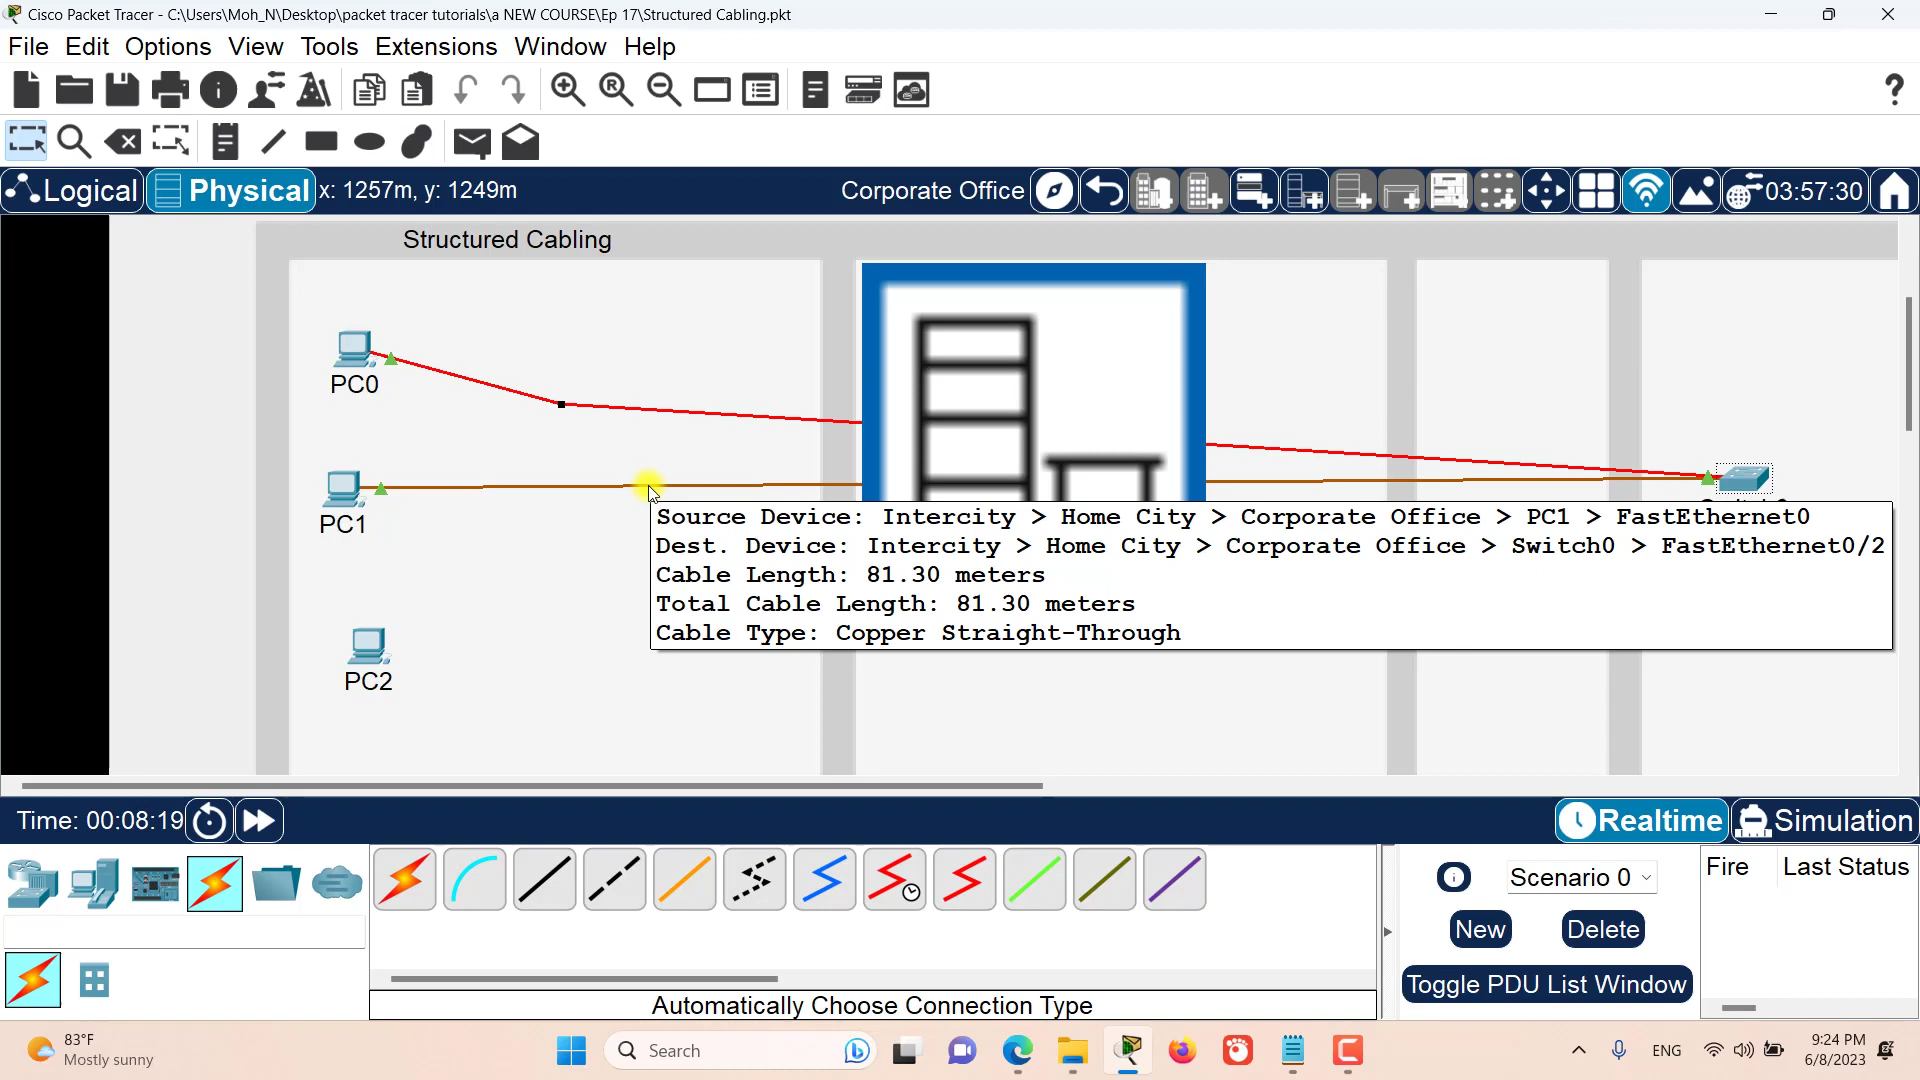 Cisco Packet Tracer - C:\Users\Moh_N\Desktop\packet tracer tutorials\a NEW COURSE\Ep 17\Structured Cabling.pkt
File Edit Options View Tools Extensions Window Help
Logical Physical x: 1257m, y: 1249m Corporate Office 03:57:30
Structured Cabling
PC0
PC1
Source Device: Intercity > Home City > Corporate Office > PC1 > FastEthernet0
Dest. Device: Intercity > Home City > Corporate Office > Switch0 > FastEthernet0/2
Cable Length: 81.30 meters
Total Cable Length: 81.30 meters
Cable Type: Copper Straight-Through
PC2
Time: 00:08:19 Realtime Simulation
Scenario 0 Fire Last Status
New Delete
Toggle PDU List Window
Automatically Choose Connection Type
83°F
Mostly sunny
Search
ENG
9:24 PM
6/8/2023